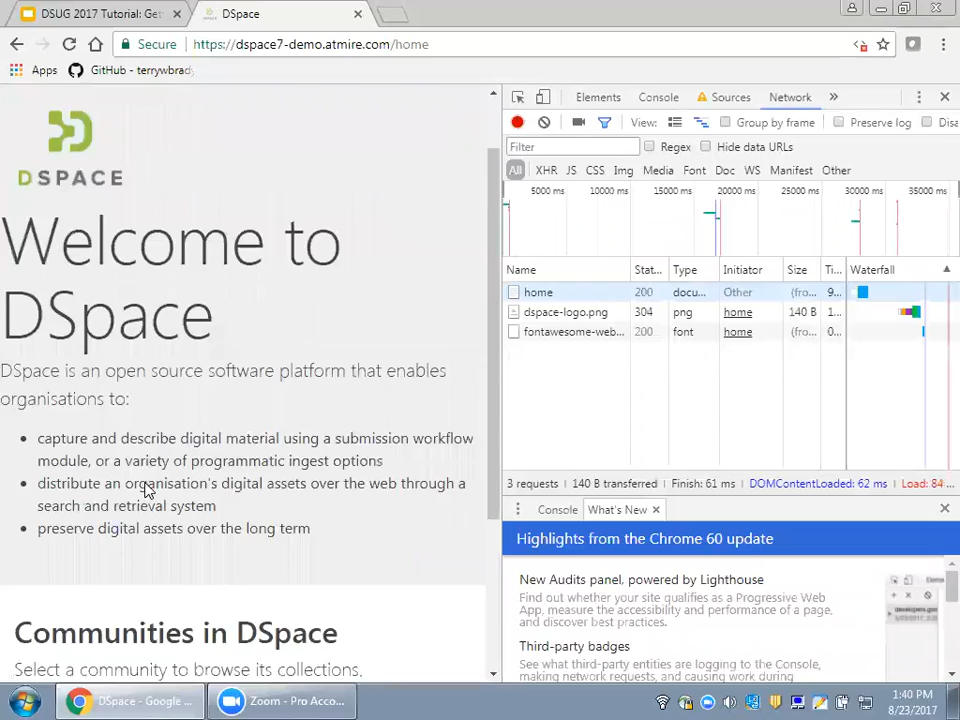 DSUG 2017 Tutorial: Get
DSpace
Secure
https://dspace7-demo.atmire.com/home
Apps
GitHub - terrywbrady
DSPACE
Welcome to
DSpace
DSpace is an open source software platform that enables
organisations to:
capture and describe digital material using a submission workflow
module, or a variety of programmatic ingest options
distribute an organisation's digital assets over the web through a
search and retrieval system
preserve digital assets over the long term
Communities in DSpace
Select a community to browse its collections.
Elements Console Sources Network »
View: Group by frame Preserve log Disa
Filter Regex Hide data URLs
All XHR JS CSS Img Media Font Doc WS Manifest Other
5000 ms 10000 ms 15000 ms 20000 ms 25000 ms 30000 ms 35000 ms
Name Stat... Type Initiator Size Ti... Waterfall
home 200 docu... Other (fro... 9...
dspace-logo.png 304 png home 140 B 1...
fontawesome-web... 200 font home (fro...
3 requests | 140 B transferred | Finish: 61 ms | DOMContentLoaded: 62 ms | Load: 84 ...
Console What's New
Highlights from the Chrome 60 update
New Audits panel, powered by Lighthouse
Find out whether your site qualifies as a Progressive Web
App, measure the accessibility and performance of a page,
and discover best practices.
Third-party badges
See what third-party entities are logging to the Console,
making network requests, and causing work during
DSpace - Google ...
Zoom - Pro Acco...
1:40 PM
8/23/2017